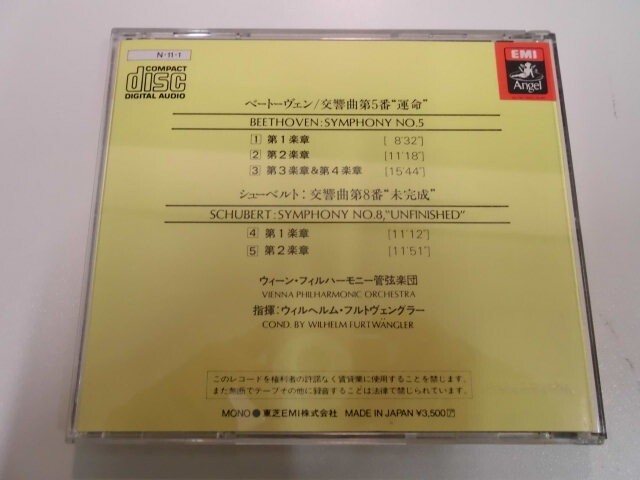 N·11-1
COMPACT
disc
DIGITAL AUDIO
EMI
Angel
ベートーヴェン/交響曲第5番“運命”
BEETHOVEN:SYMPHONY NO.5
1 第1楽章 [ 8'32"]
2 第2楽章 [11'18"]
3 第3楽章&第4楽章 [15'44"]
シューベルト:交響曲第8番“未完成”
SCHUBERT:SYMPHONY NO.8,"UNFINISHED"
4 第1楽章 [11'12"]
5 第2楽章 [11'51"]
ウィーン・フィルハーモニー管弦楽団
VIENNA PHILHARMONIC ORCHESTRA
指揮:ウィルヘルム・フルトヴェングラー
COND. BY WILHELM FURTWÄNGLER
このレコードを権利者の許諾なく賃貸業に使用することを禁じます。
また無断でテープその他に録音することは法律で禁じられています。
MONO ● 東芝EMI株式会社 MADE IN JAPAN ¥3,500